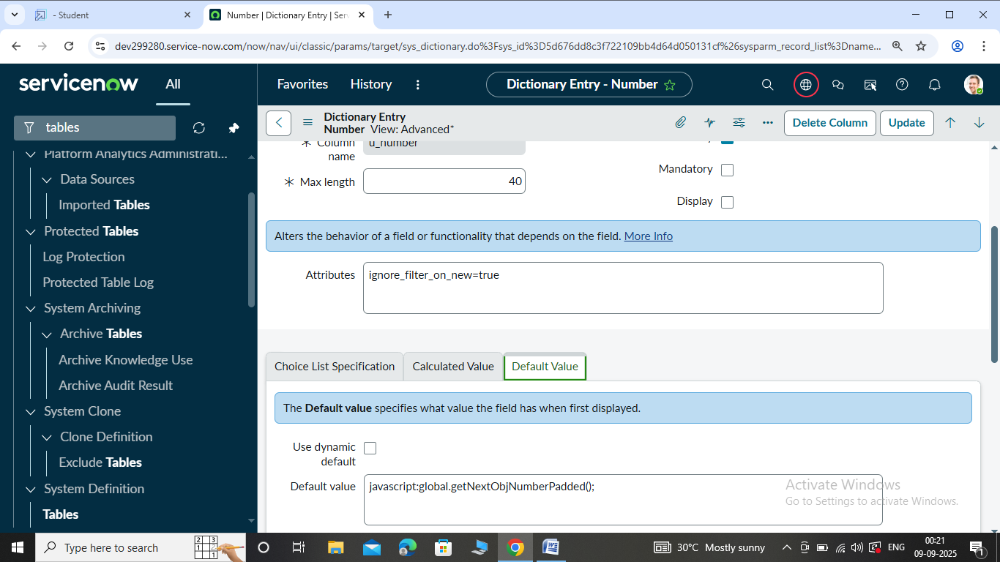 - Student
Number | Dictionary Entry | Ser
dev299280.service-now.com/now/nav/ui/classic/params/target/sys_dictionary.do%3Fsys_id%3D5d676dd8c3f722109bb4d64d050131cf%26sysparm_record_list%3Dname...
servicenow
All
Favorites
History
Dictionary Entry - Number
tables
Dictionary Entry
Number View: Advanced*
Delete Column
Update
Platform Analytics Administrati...
Data Sources
Imported Tables
Protected Tables
Log Protection
Protected Table Log
System Archiving
Archive Tables
Archive Knowledge Use
Archive Audit Result
System Clone
Clone Definition
Exclude Tables
System Definition
Tables
Column
name
u_number
Mandatory
Max length
40
Display
Alters the behavior of a field or functionality that depends on the field. More Info
Attributes
ignore_filter_on_new=true
Choice List Specification
Calculated Value
Default Value
The Default value specifies what value the field has when first displayed.
Use dynamic
default
Default value
javascript:global.getNextObjNumberPadded();
Activate Windows
Go to Settings to activate Windows.
Type here to search
30°C Mostly sunny
ENG
00:21
09-09-2025
1